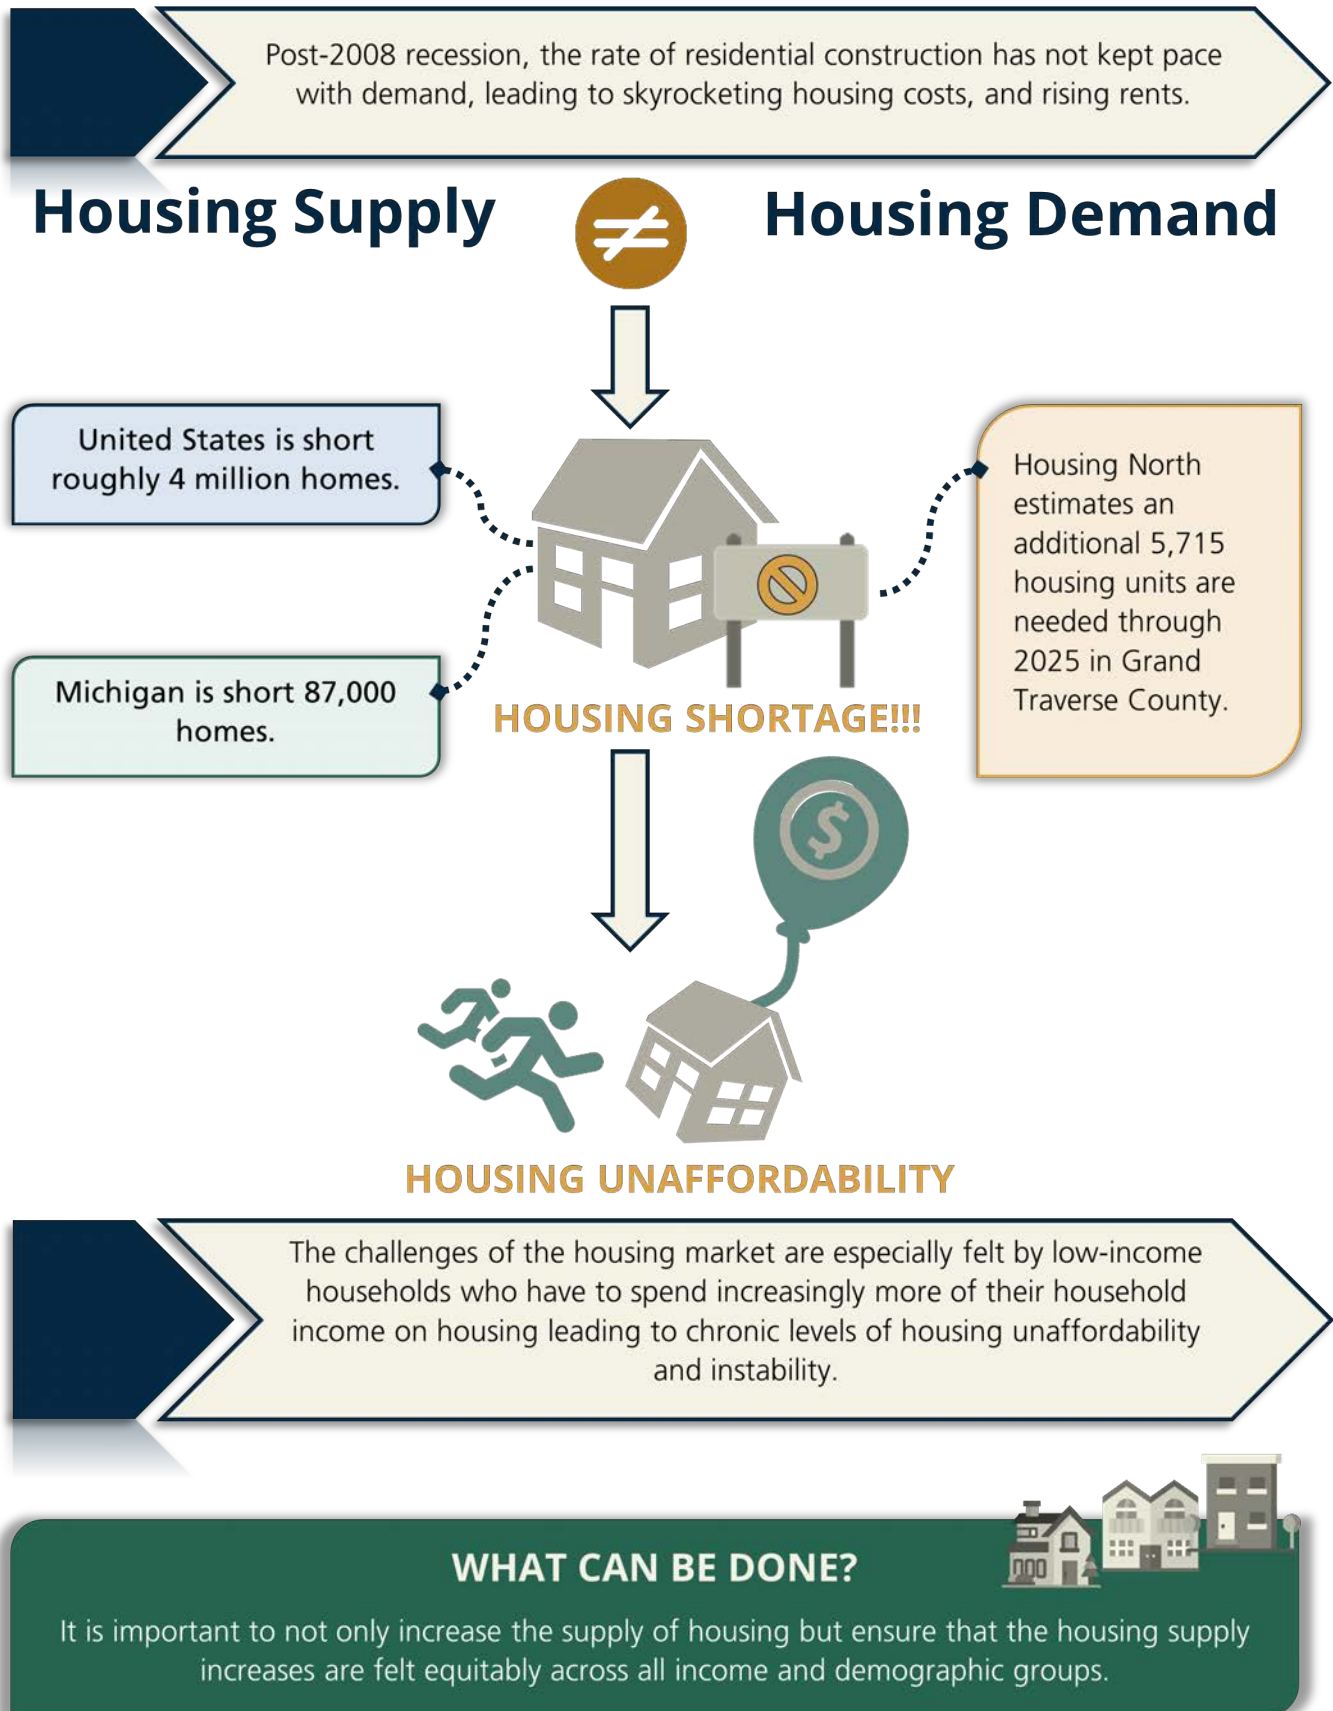 Post-2008 recession, the rate of residential construction has not kept pace
with demand, leading to skyrocketing housing costs, and rising rents.
Housing Supply
≠
Housing Demand
United States is short
roughly 4 million homes.
Michigan is short 87,000
homes.
Housing North
estimates an
additional 5,715
housing units are
needed through
2025 in Grand
Traverse County.
HOUSING SHORTAGE!!!
$
HOUSING UNAFFORDABILITY
The challenges of the housing market are especially felt by low-income
households who have to spend increasingly more of their household
income on housing leading to chronic levels of housing unaffordability
and instability.
WHAT CAN BE DONE?
It is important to not only increase the supply of housing but ensure that the housing supply
increases are felt equitably across all income and demographic groups.